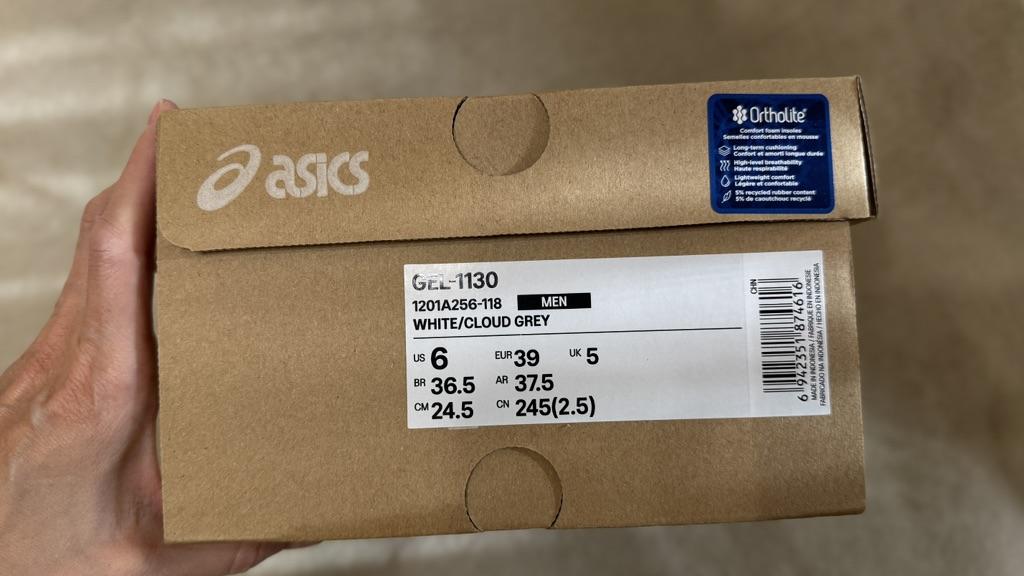 asics
OrthoLite®
Comfort foam insoles
Semelles confortables en mousse
Long-term cushioning
Confort et amorti longue durée
High-level breathability
Haute respirabilité
Lightweight comfort
Légère et confortable
5% recycled rubber content
5% de caoutchouc recyclé
GEL-1130
1201A256-118 MEN
WHITE/CLOUD GREY
US 6 EUR 39 UK 5
BR 36.5 AR 37.5
CM 24.5 CN 245(2.5)
CHN
6 942351 874616
MADE IN INDONESIA / FABRIQUE EN INDONESIE
FABRICADO NA INDONÉSIA / HECHO EN INDONESIA